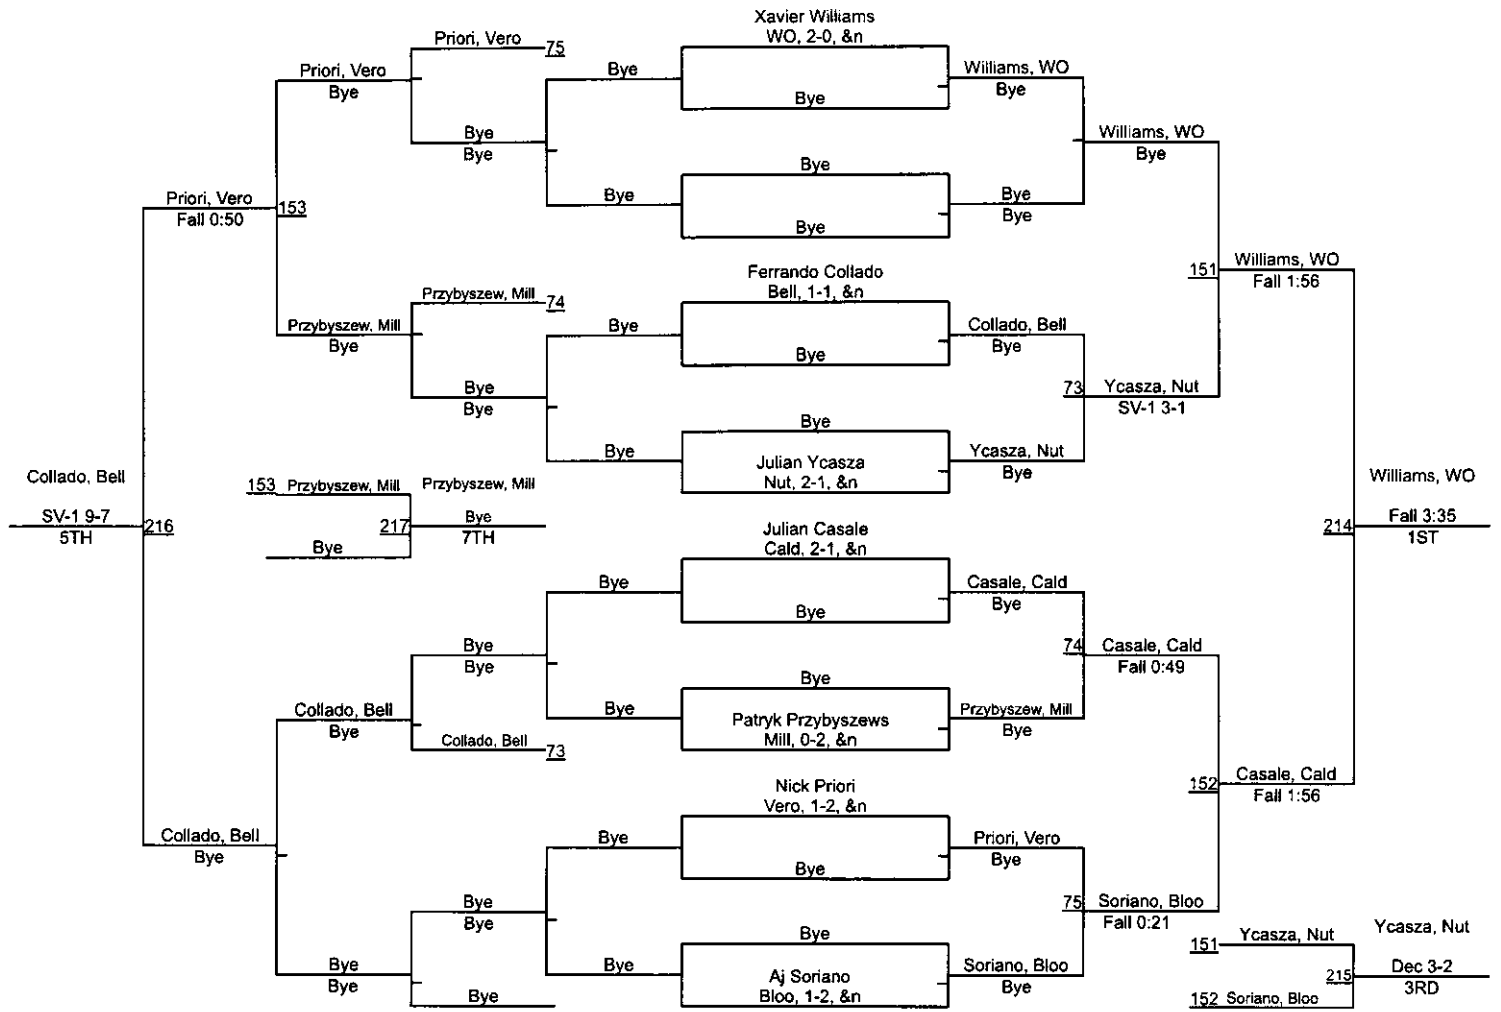 Xavier Williams
WO, 2-0, &n
Priori, Vero
75
Priori, Vero
Bye
Bye
Bye
Williams, WO
Bye
Bye
Bye
Williams, WO
Bye
Bye
Bye
Bye
Bye
Bye
Priori, Vero
Fall 0:50
153
Ferrando Collado
Bell, 1-1, &n
151
Williams, WO
Fall 1:56
Przybyszew, Mill
74
Przybyszew, Mill
Bye
Bye
Bye
Collado, Bell
Bye
Bye
Bye
73
Ycasza, Nut
SV-1 3-1
Bye
Bye
Julian Ycasza
Nut, 2-1, &n
Ycasza, Nut
Bye
Collado, Bell
SV-1 9-7
5TH
216
153
Przybyszew, Mill
Bye
217
Przybyszew, Mill
Bye
7TH
Williams, WO
Fall 3:35
1ST
214
Julian Casale
Cald, 2-1, &n
Bye
Bye
Casale, Cald
Bye
Bye
Bye
74
Casale, Cald
Fall 0:49
Bye
Bye
Patryk Przybyszews
Mill, 0-2, &n
Przybyszew, Mill
Bye
Collado, Bell
Bye
Collado, Bell
73
152
Casale, Cald
Fall 1:56
Nick Priori
Vero, 1-2, &n
Collado, Bell
Bye
Bye
Bye
Priori, Vero
Bye
Bye
Bye
75
Soriano, Bloo
Fall 0:21
Bye
Bye
Bye
Bye
Aj Soriano
Bloo, 1-2, &n
Soriano, Bloo
Bye
Bye
151
Ycasza, Nut
152
Soriano, Bloo
215
Ycasza, Nut
Dec 3-2
3RD